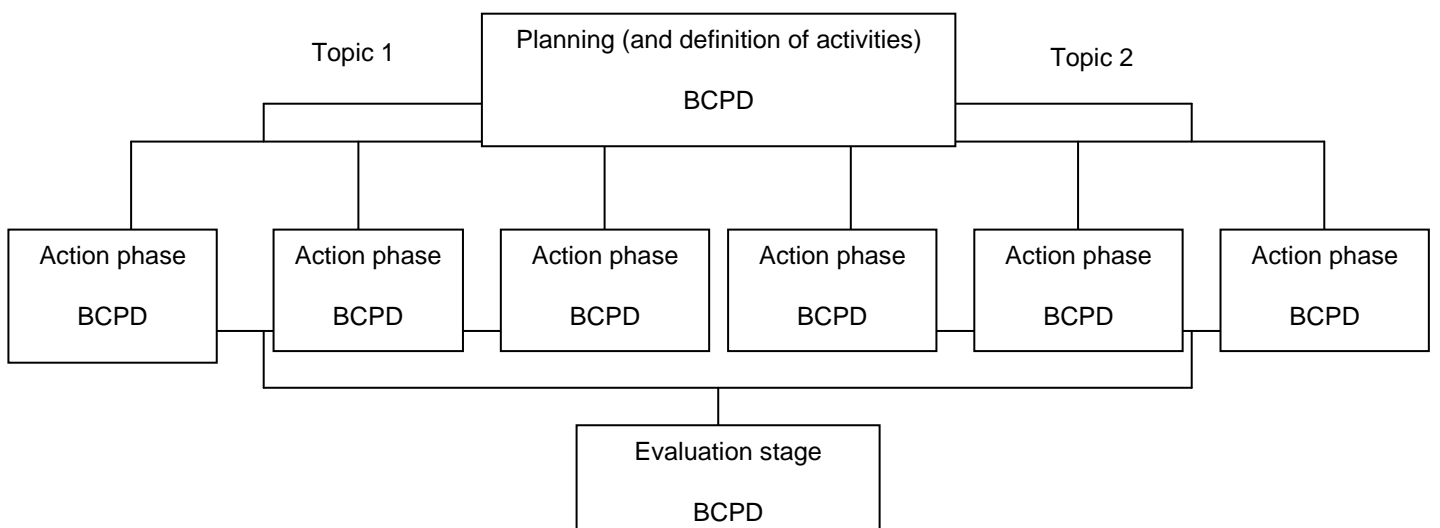 Topic 1
Planning (and definition of activities)
BCPD
Topic 2
Action phase
BCPD
Action phase
BCPD
Action phase
BCPD
Action phase
BCPD
Action phase
BCPD
Action phase
BCPD
Evaluation stage
BCPD